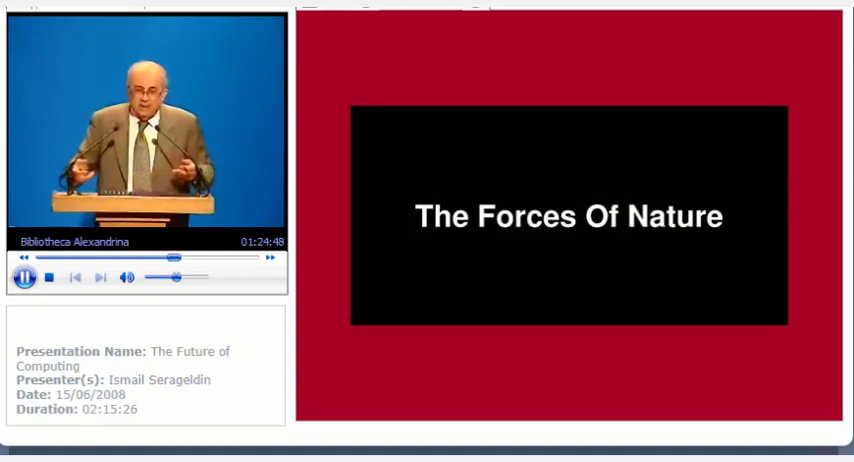 Bibliotheca Alexandrina 01:24:48
Presentation Name: The Future of
Computing
Presenter(s): Ismail Serageldin
Date: 15/06/2008
Duration: 02:15:26
The Forces Of Nature